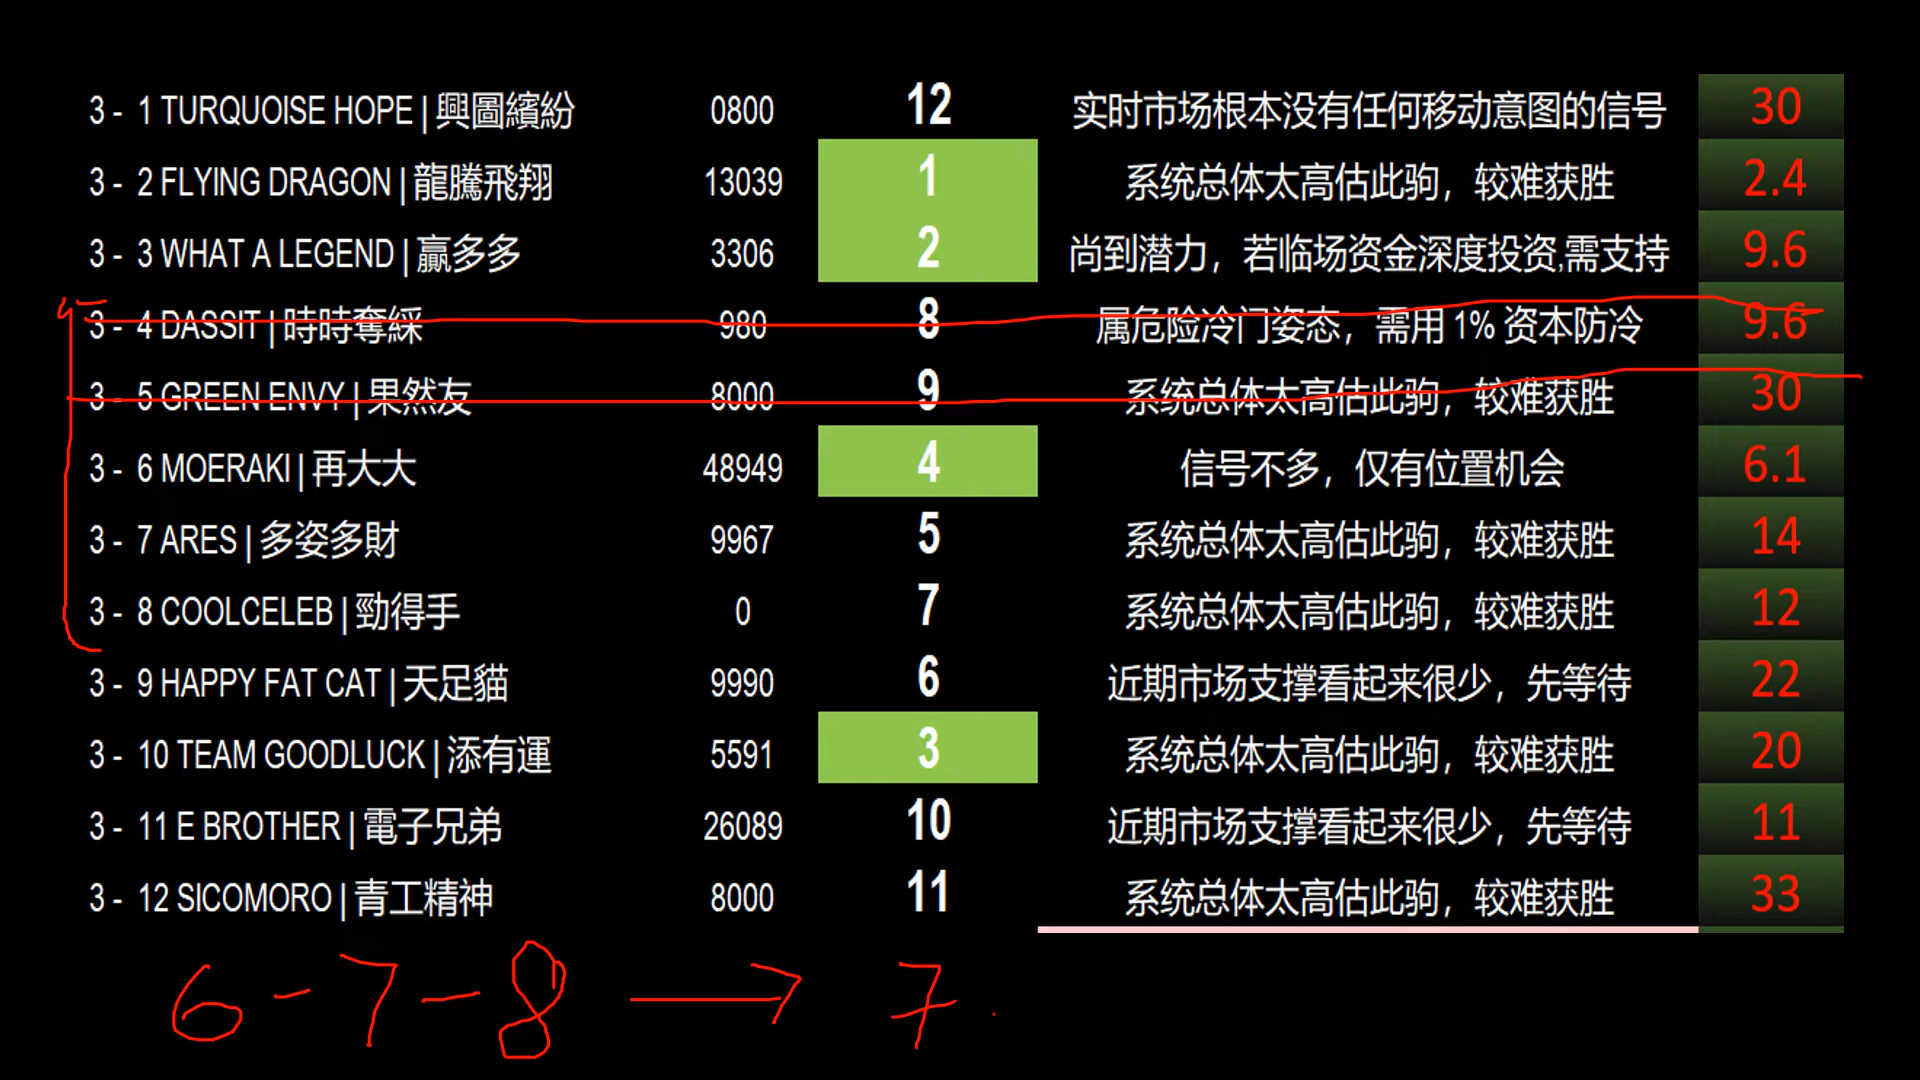 3 - 1 TURQUOISE HOPE | 興圖繽紛 0800 12 实时市场根本没有任何移动意图的信号 30
3 - 2 FLYING DRAGON | 龍騰飛翔 13039 1 系统总体太高估此驹，较难获胜 2.4
3 - 3 WHAT A LEGEND | 贏多多 3306 2 尚到潜力，若临场资金深度投资,需支持 9.6
3 - 4 DASSIT | 時時奪綵 980 8 属危险冷门姿态，需用 1% 资本防冷 9.6
3 - 5 GREEN ENVY | 果然友 8000 9 系统总体太高估此驹，较难获胜 30
3 - 6 MOERAKI | 再大大 48949 4 信号不多，仅有位置机会 6.1
3 - 7 ARES | 多姿多財 9967 5 系统总体太高估此驹，较难获胜 14
3 - 8 COOLCELEB | 勁得手 0 7 系统总体太高估此驹，较难获胜 12
3 - 9 HAPPY FAT CAT | 天足貓 9990 6 近期市场支撑看起来很少，先等待 22
3 - 10 TEAM GOODLUCK | 添有運 5591 3 系统总体太高估此驹，较难获胜 20
3 - 11 E BROTHER | 電子兄弟 26089 10 近期市场支撑看起来很少，先等待 11
3 - 12 SICOMORO | 青工精神 8000 11 系统总体太高估此驹，较难获胜 33
6 - 7 - 8 → 7